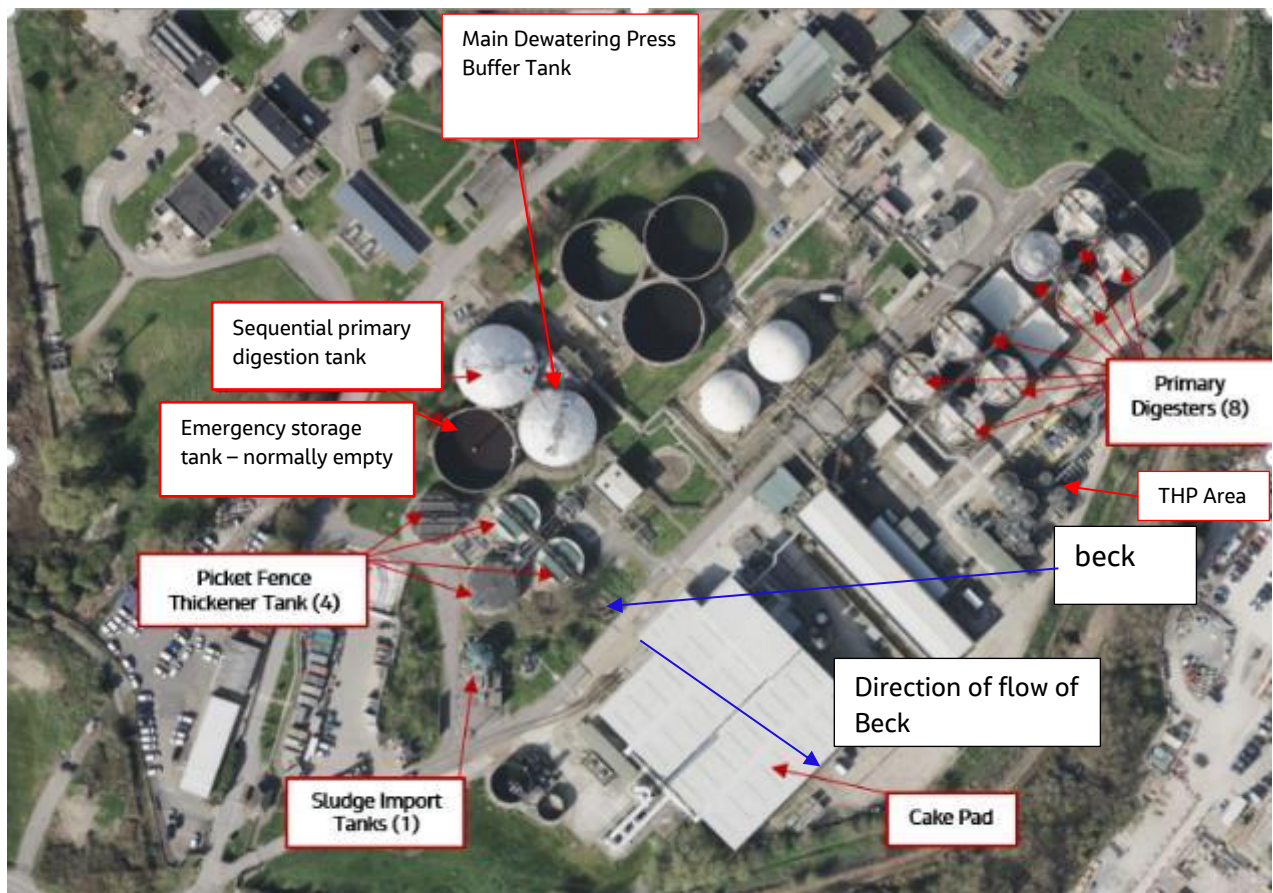 Main Dewatering Press
Buffer Tank
Sequential primary
digestion tank
Emergency storage
tank – normally empty
Primary
Digesters (8)
THP Area
Picket Fence
Thickener Tank (4)
beck
Direction of flow of
Beck
Sludge Import
Tanks (1)
Cake Pad